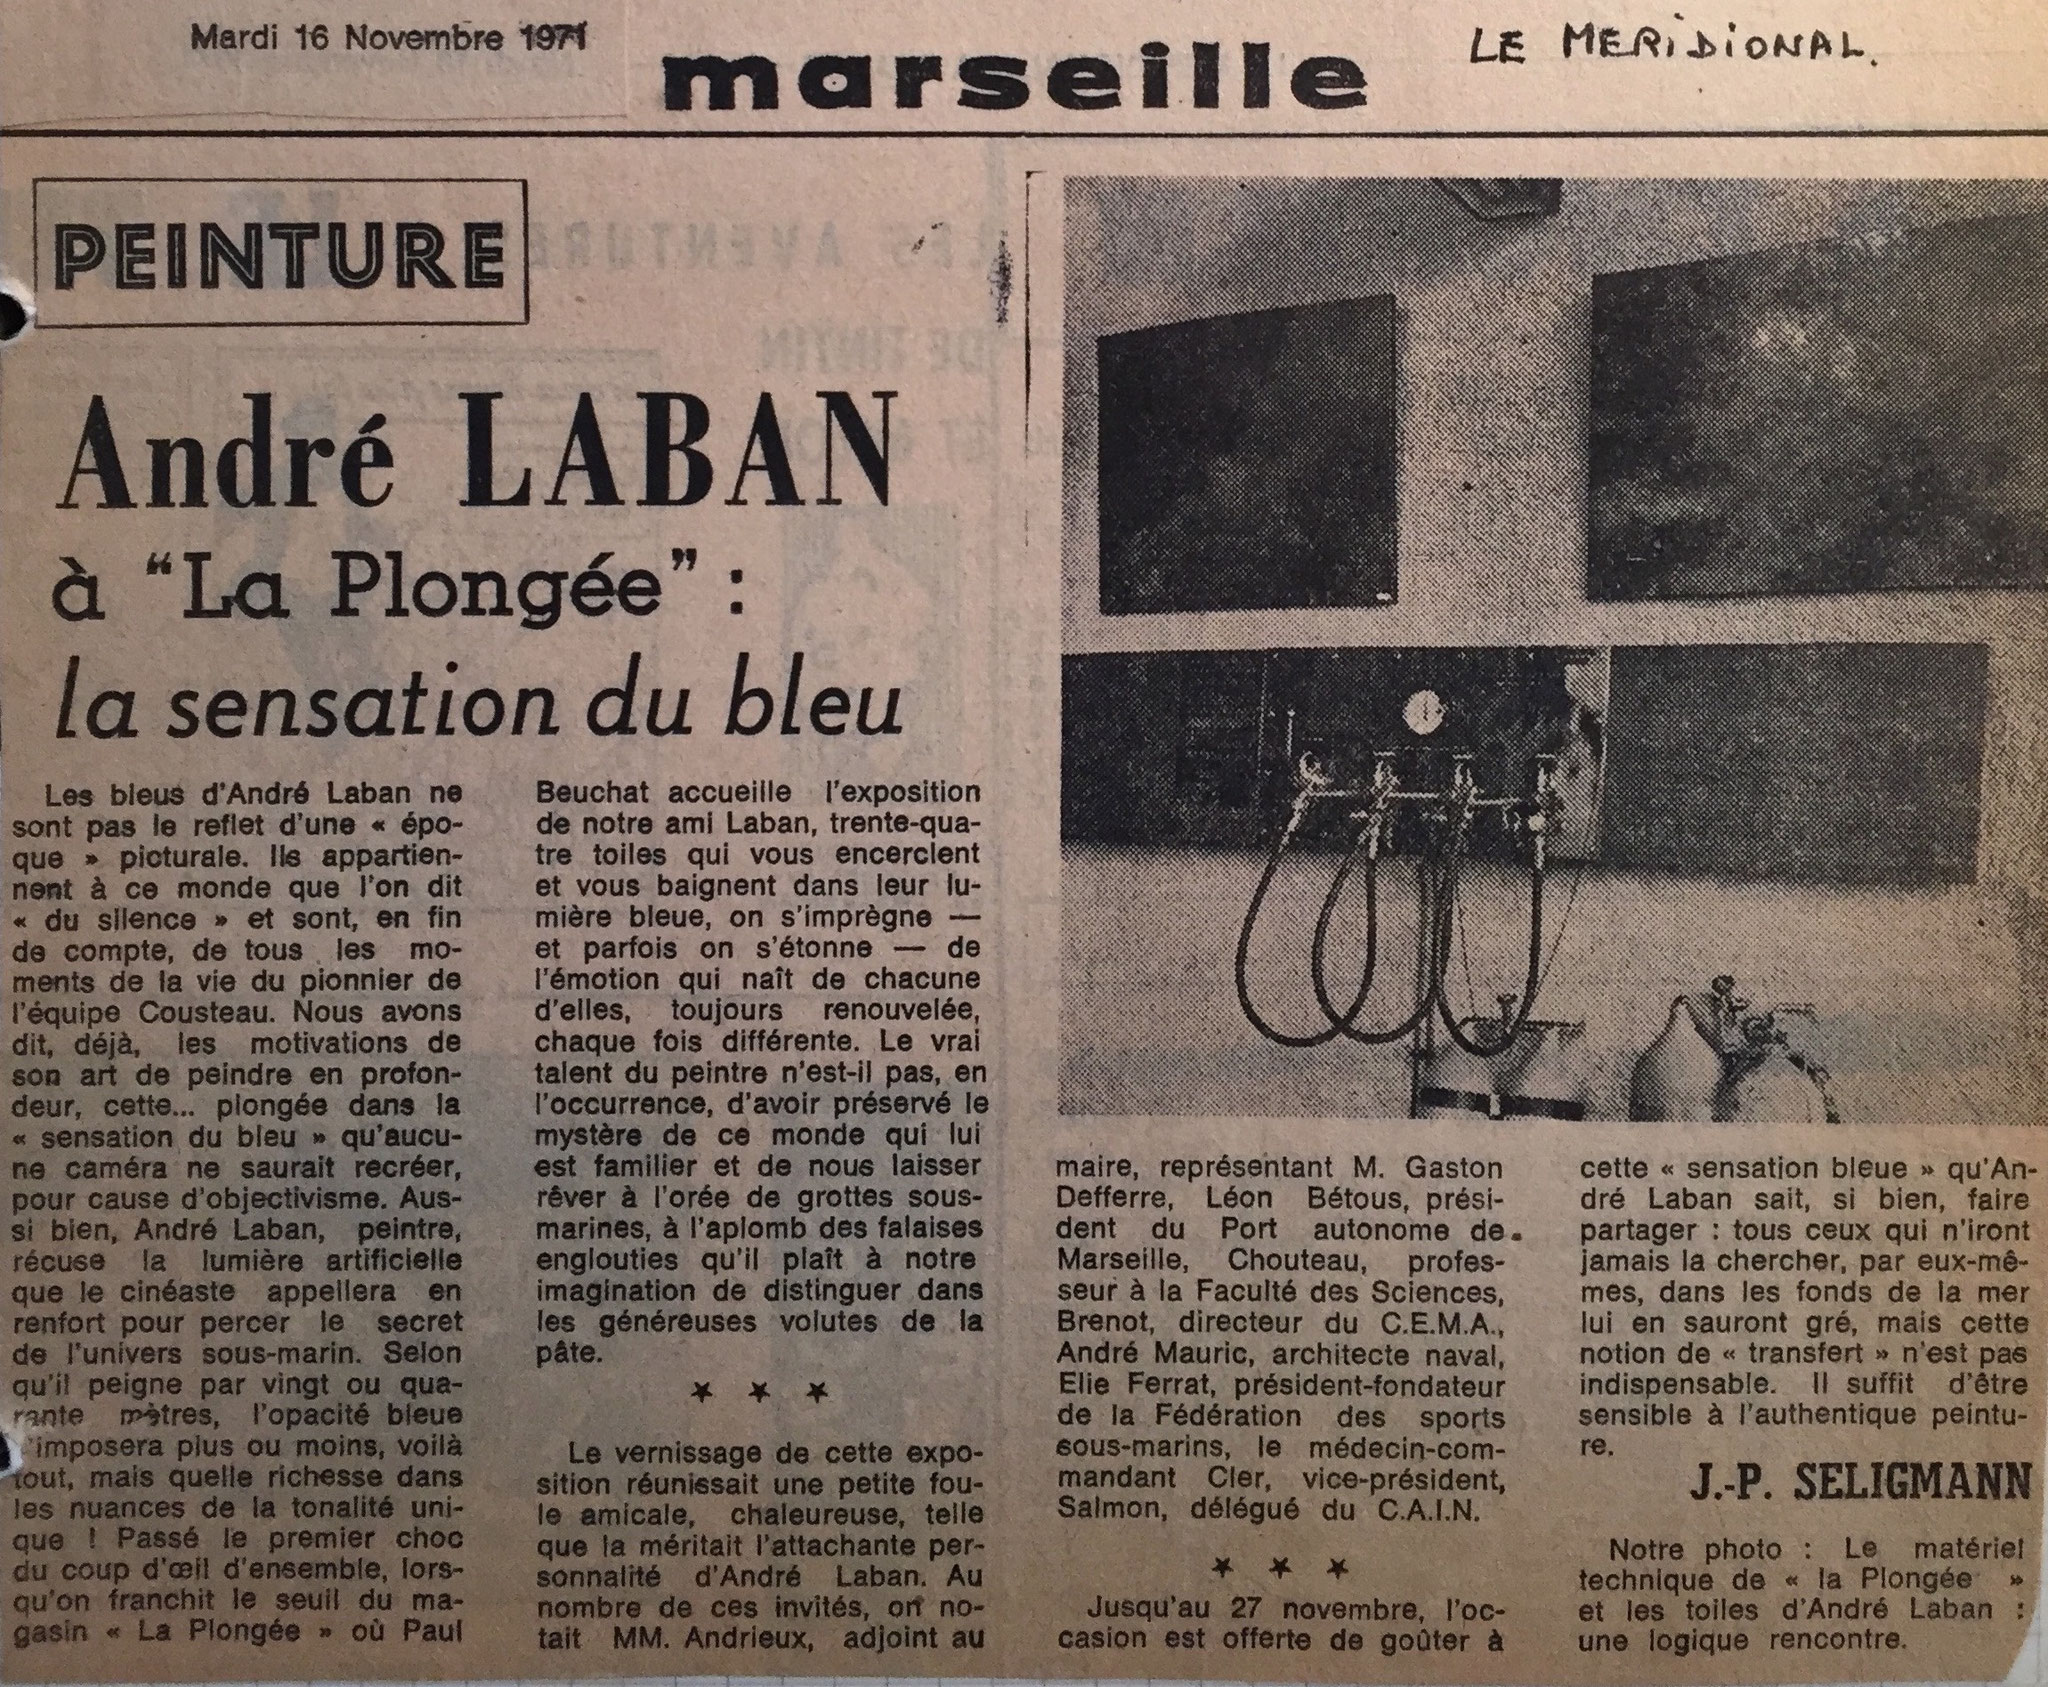 Mardi 16 Novembre 1971
marseille
LE MERIDIONAL.
PEINTURE
André LABAN
à “La Plongée” :
la sensation du bleu
Les bleus d'André Laban ne
sont pas le reflet d'une « épo-
que » picturale. Ils appartien-
nent à ce monde que l'on dit
« du silence » et sont, en fin
de compte, de tous les mo-
ments de la vie du pionnier de
l'équipe Cousteau. Nous avons
dit, déjà, les motivations de
son art de peindre en profon-
deur, cette... plongée dans la
« sensation du bleu » qu'aucu-
ne caméra ne saurait recréer,
pour cause d'objectivisme. Aus-
si bien, André Laban, peintre,
récuse la lumière artificielle
que le cinéaste appellera en
renfort pour percer le secret
de l'univers sous-marin. Selon
qu'il peigne par vingt ou qua-
rante mètres, l'opacité bleue
s'imposera plus ou moins, voilà
tout, mais quelle richesse dans
les nuances de la tonalité uni-
que ! Passé le premier choc
du coup d'œil d'ensemble, lors-
qu'on franchit le seuil du ma-
gasin « La Plongée » où Paul
Beuchat accueille l'exposition
de notre ami Laban, trente-qua-
tre toiles qui vous encerclent
et vous baignent dans leur lu-
mière bleue, on s'imprègne —
et parfois on s'étonne — de
l'émotion qui naît de chacune
d'elles, toujours renouvelée,
chaque fois différente. Le vrai
talent du peintre n'est-il pas, en
l'occurrence, d'avoir préservé le
mystère de ce monde qui lui
est familier et de nous laisser
rêver à l'orée de grottes sous-
marines, à l'aplomb des falaises
englouties qu'il plaît à notre
imagination de distinguer dans
les généreuses volutes de la
pâte.
★ ★ ★
Le vernissage de cette expo-
sition réunissait une petite fou-
le amicale, chaleureuse, telle
que la méritait l'attachante per-
sonnalité d'André Laban. Au
nombre de ces invités, on no-
tait MM. Andrieux, adjoint au
maire, représentant M. Gaston
Defferre, Léon Bétous, prési-
dent du Port autonome de
Marseille, Chouteau, profes-
seur à la Faculté des Sciences,
Brenot, directeur du C.E.M.A.,
André Mauric, architecte naval,
Elie Ferrat, président-fondateur
de la Fédération des sports
sous-marins, le médecin-com-
mandant Cler, vice-président,
Salmon, délégué du C.A.I.N.
★ ★ ★
Jusqu'au 27 novembre, l'oc-
casion est offerte de goûter à
cette « sensation bleue » qu'An-
dré Laban sait, si bien, faire
partager : tous ceux qui n'iront
jamais la chercher, par eux-mê-
mes, dans les fonds de la mer
lui en sauront gré, mais cette
notion de « transfert » n'est pas
indispensable. Il suffit d'être
sensible à l'authentique peintu-
re.
J.-P. SELIGMANN
Notre photo : Le matériel
technique de « la Plongée »
et les toiles d'André Laban :
une logique rencontre.